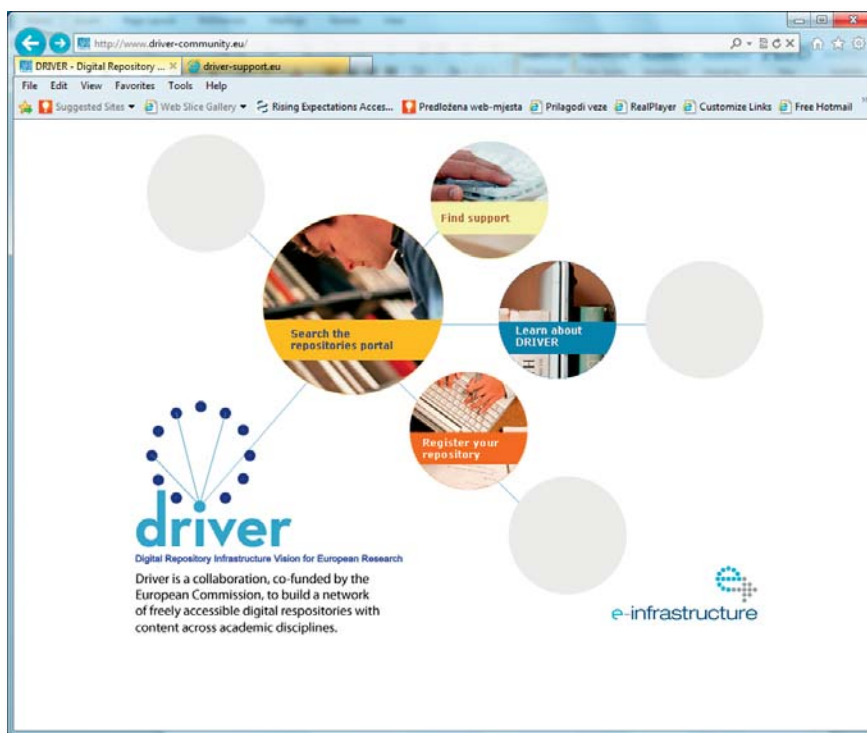 http://www.driver-community.eu/
DRIVER - Digital Repository ...
driver-support.eu
File Edit View Favorites Tools Help
Suggested Sites Web Slice Gallery Rising Expectations Acces... Predložena web-mjesta Prilagodi veze RealPlayer Customize Links Free Hotmail
Find support
Search the
repositories portal
Learn about
DRIVER
Register your
repository
driver
Digital Repository Infrastructure Vision for European Research
Driver is a collaboration, co-funded by the
European Commission, to build a network
of freely accessible digital respositories with
content across academic disciplines.
e-infrastructure